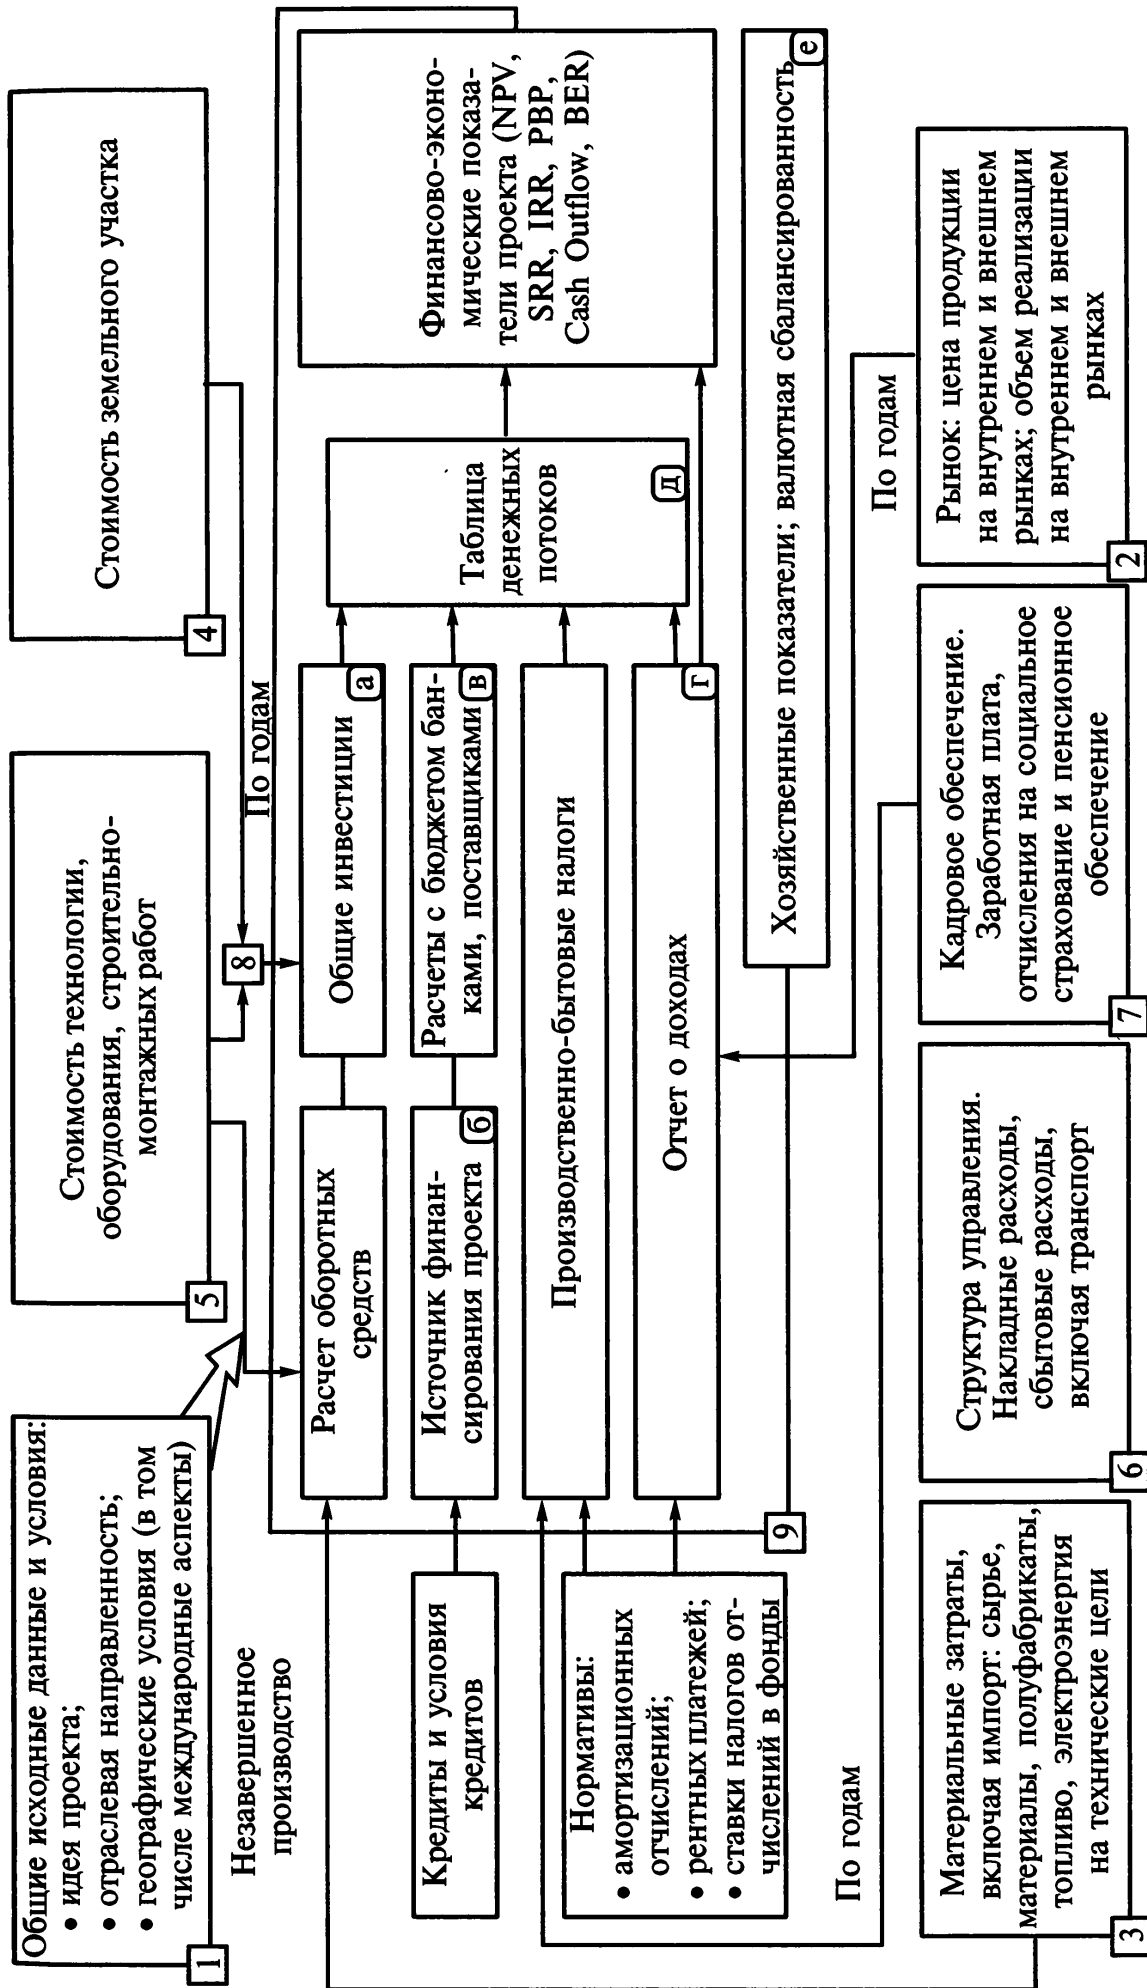 Общие исходные данные и условия:
• идея проекта;
• отраслевая направленность;
• географические условия (в том
числе международные аспекты)
1
Стоимость технологии,
оборудования, строительно-
монтажных работ
5
Стоимость земельного участка
4
Незавершенное
производство
8
По годам
Расчет оборотных
средств
Общие инвестиции
а
Кредиты и условия
кредитов
Источник финан-
сирования проекта
б
Расчеты с бюджетом бан-
ками, поставщиками
в
Таблица
денежных
потоков
д
Финансово-эконо-
мические показа-
тели проекта (NPV,
SRR, IRR, PBP,
Cash Outflow, BER)
Нормативы:
• амортизационных
отчислений;
• рентных платежей;
• ставки налогов от-
числений в фонды
Производственно-бытовые налоги
Отчет о доходах
г
9
Хозяйственные показатели; валютная сбалансированность
е
По годам
По годам
Материальные затраты,
включая импорт: сырье,
материалы, полуфабрикаты,
топливо, электроэнергия
на технические цели
3
Структура управления.
Накладные расходы,
сбытовые расходы,
включая транспорт
6
Кадровое обеспечение.
Заработная плата,
отчисления на социальное
страхование и пенсионное
обеспечение
7
Рынок: цена продукции
на внутреннем и внешнем
рынках; объем реализации
на внутреннем и внешнем
рынках
2